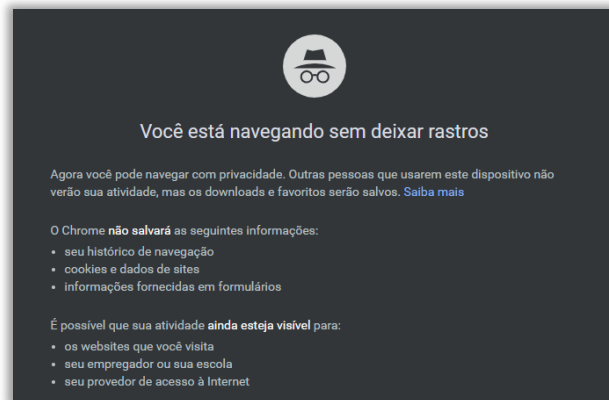 Você está navegando sem deixar rastros
Agora você pode navegar com privacidade. Outras pessoas que usarem este dispositivo não
verão sua atividade, mas os downloads e favoritos serão salvos. Saiba mais
O Chrome não salvará as seguintes informações:
• seu histórico de navegação
• cookies e dados de sites
• informações fornecidas em formulários
É possível que sua atividade ainda esteja visível para:
• os websites que você visita
• seu empregador ou sua escola
• seu provedor de acesso à Internet